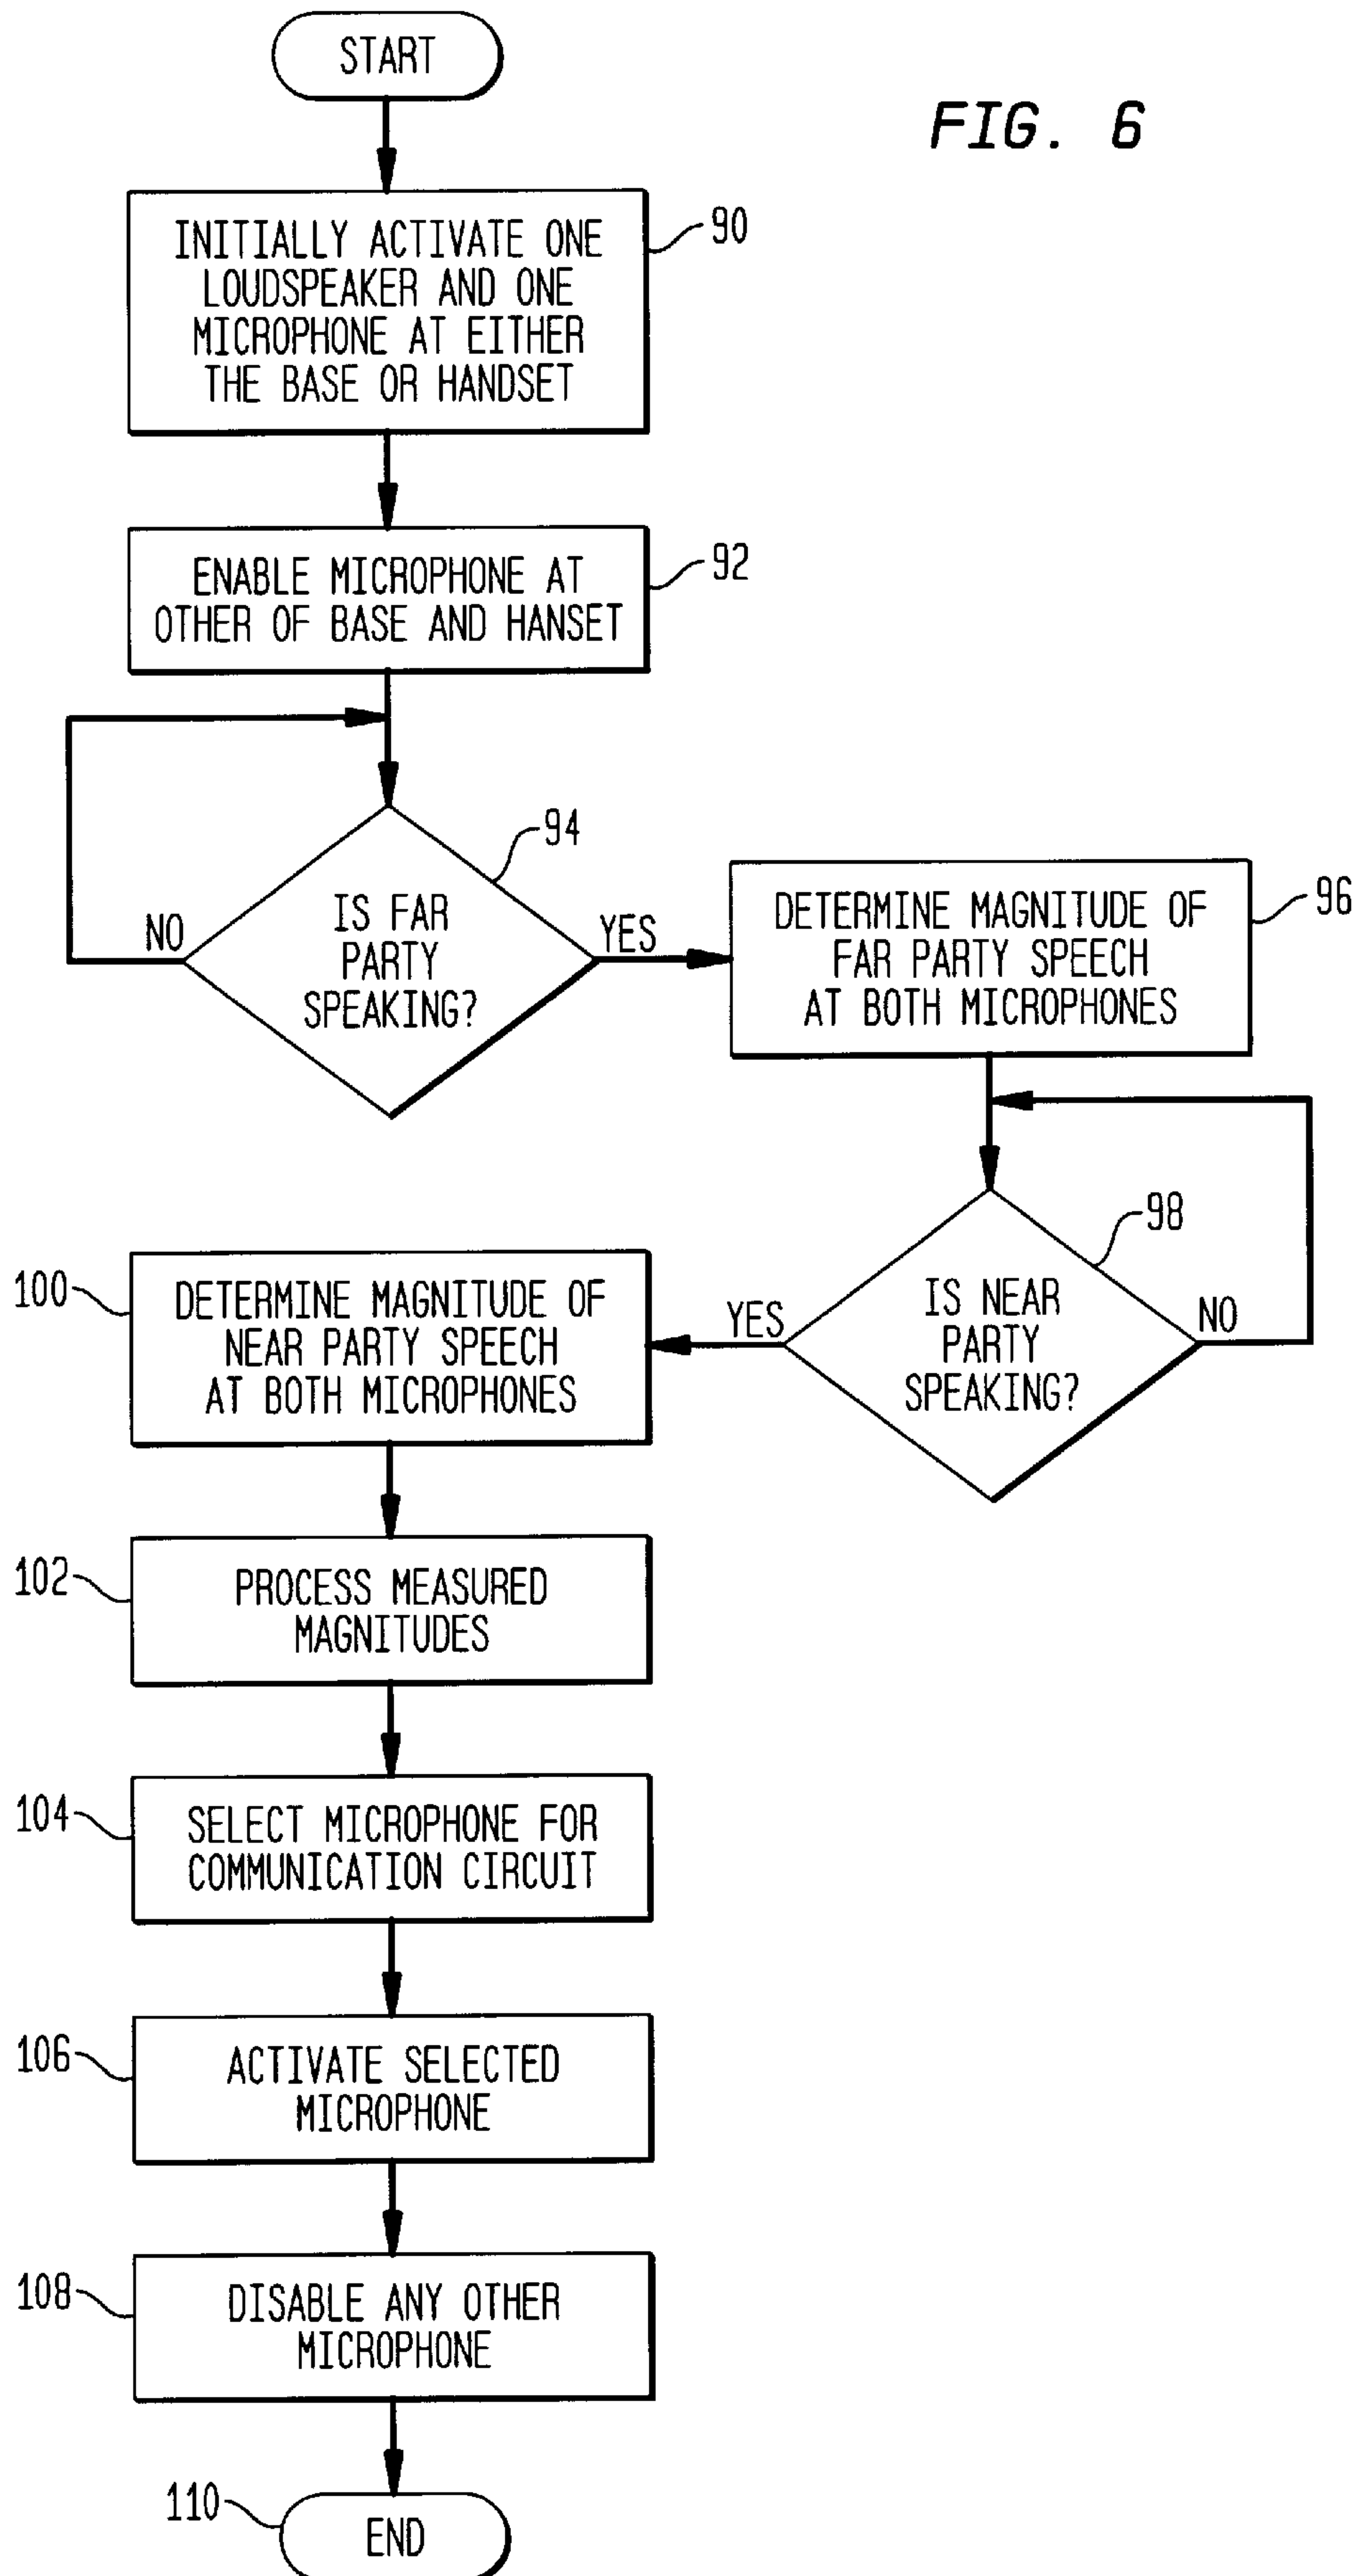 START
FIG. 6
INITIALLY ACTIVATE ONE
LOUDSPEAKER AND ONE
MICROPHONE AT EITHER
THE BASE OR HANDSET
90
ENABLE MICROPHONE AT
OTHER OF BASE AND HANSET
92
94
IS FAR
PARTY
SPEAKING?
NO
YES
DETERMINE MAGNITUDE OF
FAR PARTY SPEECH
AT BOTH MICROPHONES
96
98
IS NEAR
PARTY
SPEAKING?
NO
YES
100
DETERMINE MAGNITUDE OF
NEAR PARTY SPEECH
AT BOTH MICROPHONES
102
PROCESS MEASURED
MAGNITUDES
104
SELECT MICROPHONE FOR
COMMUNICATION CIRCUIT
106
ACTIVATE SELECTED
MICROPHONE
108
DISABLE ANY OTHER
MICROPHONE
110
END